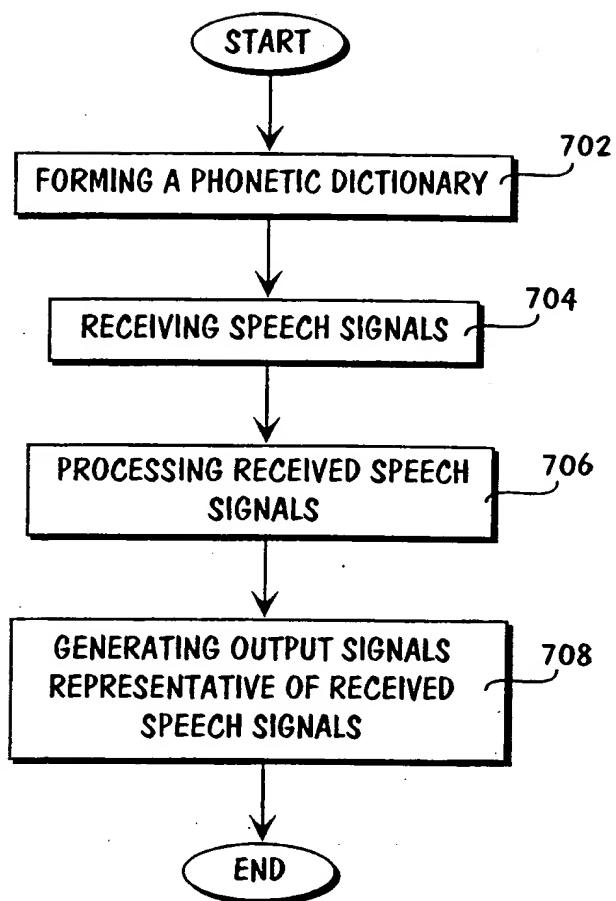 START
702
FORMING A PHONETIC DICTIONARY
704
RECEIVING SPEECH SIGNALS
706
PROCESSING RECEIVED SPEECH
SIGNALS
708
GENERATING OUTPUT SIGNALS
REPRESENTATIVE OF RECEIVED
SPEECH SIGNALS
END